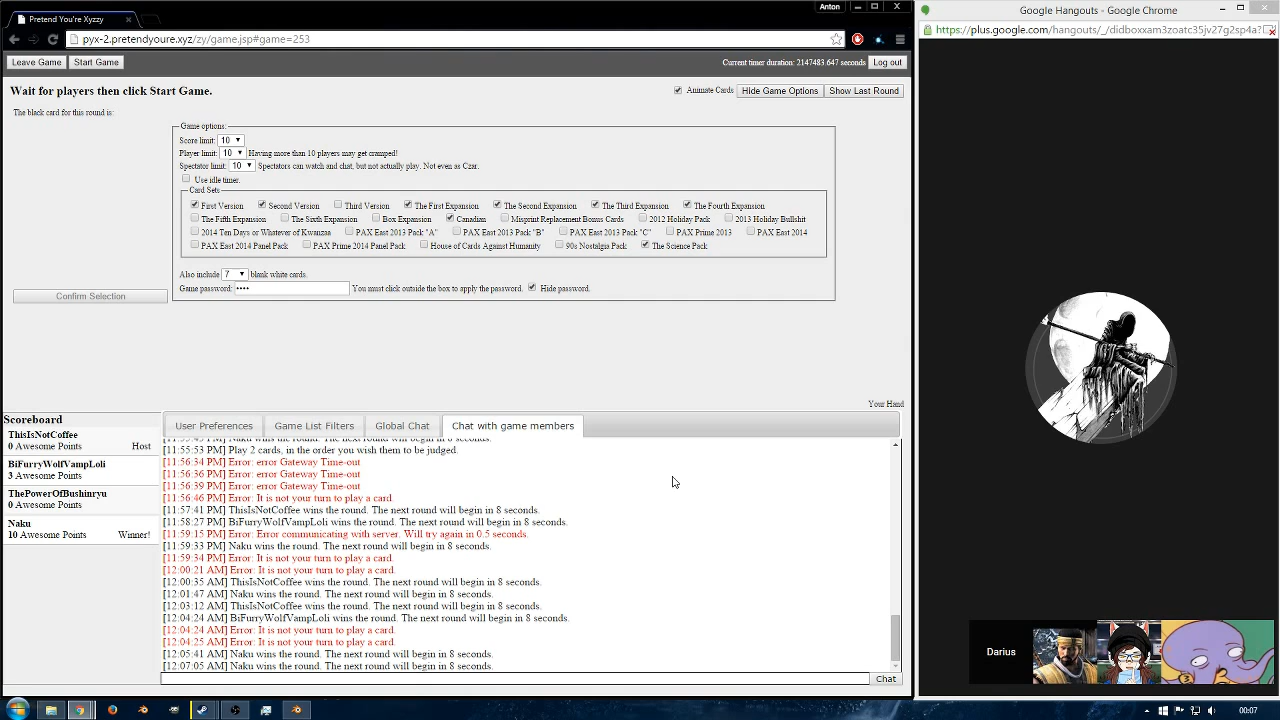 Pretend You're Xyzzy
Anton
Google Hangouts - Google Chrome
pyx-2.pretendyoure.xyz/zy/game.jsp#game=253
https://plus.google.com/hangouts/_/didboxxam3zoatc35jv27g2sp4a?
Leave Game
Start Game
Current timer duration: 2147483.647 seconds
Log out
Wait for players then click Start Game.
Animate Cards
Hide Game Options
Show Last Round
The black card for this round is:
Game options:
Score limit: 10
Player limit: 10 Having more than 10 players may get cramped!
Spectator limit: 10 Spectators can watch and chat, but not actually play. Not even as Czar.
Use idle timer.
Card Sets
First Version Second Version Third Version The First Expansion The Second Expansion The Third Expansion The Fourth Expansion
The Fifth Expansion The Sixth Expansion Box Expansion Canadian Misprint Replacement Bonus Cards 2012 Holiday Pack 2013 Holiday Bullshit
2014 Ten Days or Whatever of Kwanzaa PAX East 2013 Pack "A" PAX East 2013 Pack "B" PAX East 2013 Pack "C" PAX Prime 2013 PAX East 2014
PAX East 2014 Panel Pack PAX Prime 2014 Panel Pack House of Cards Against Humanity 90s Nostalgia Pack The Science Pack
Also include 7 blank white cards.
Game password: •••• You must click outside the box to apply the password. Hide password.
Confirm Selection
Your Hand
Scoreboard
ThisIsNotCoffee
0 Awesome Points Host
BiFurryWolfVampLoli
3 Awesome Points
ThePowerOfBushinryu
0 Awesome Points
Naku
10 Awesome Points Winner!
User Preferences
Game List Filters
Global Chat
Chat with game members
[11:55:45 PM] Naku wins the round. The next round will begin in 8 seconds.
[11:55:53 PM] Play 2 cards, in the order you wish them to be judged.
[11:56:34 PM] Error: error Gateway Time-out
[11:56:36 PM] Error: error Gateway Time-out
[11:56:39 PM] Error: error Gateway Time-out
[11:56:46 PM] Error: It is not your turn to play a card.
[11:57:41 PM] ThisIsNotCoffee wins the round. The next round will begin in 8 seconds.
[11:58:27 PM] BiFurryWolfVampLoli wins the round. The next round will begin in 8 seconds.
[11:59:15 PM] Error: Error communicating with server. Will try again in 0.5 seconds.
[11:59:33 PM] Naku wins the round. The next round will begin in 8 seconds.
[11:59:34 PM] Error: It is not your turn to play a card.
[12:00:21 AM] Error: It is not your turn to play a card.
[12:00:35 AM] ThisIsNotCoffee wins the round. The next round will begin in 8 seconds.
[12:01:47 AM] Naku wins the round. The next round will begin in 8 seconds.
[12:03:12 AM] ThisIsNotCoffee wins the round. The next round will begin in 8 seconds.
[12:04:24 AM] BiFurryWolfVampLoli wins the round. The next round will begin in 8 seconds.
[12:04:24 AM] Error: It is not your turn to play a card.
[12:04:25 AM] Error: It is not your turn to play a card.
[12:05:41 AM] Naku wins the round. The next round will begin in 8 seconds.
[12:07:05 AM] Naku wins the round. The next round will begin in 8 seconds.
Chat
Darius
00:07